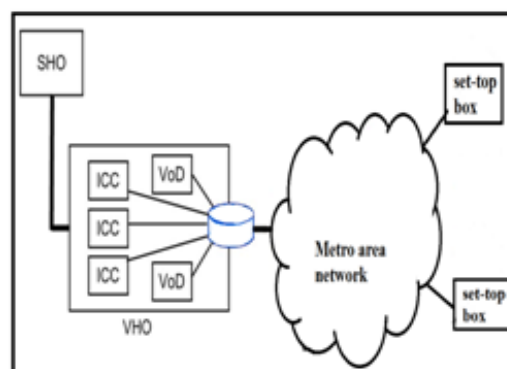 SHO
set-top
box
ICC
VoD
ICC
ICC
VoD
VHO
Metro area
network
set-top
box